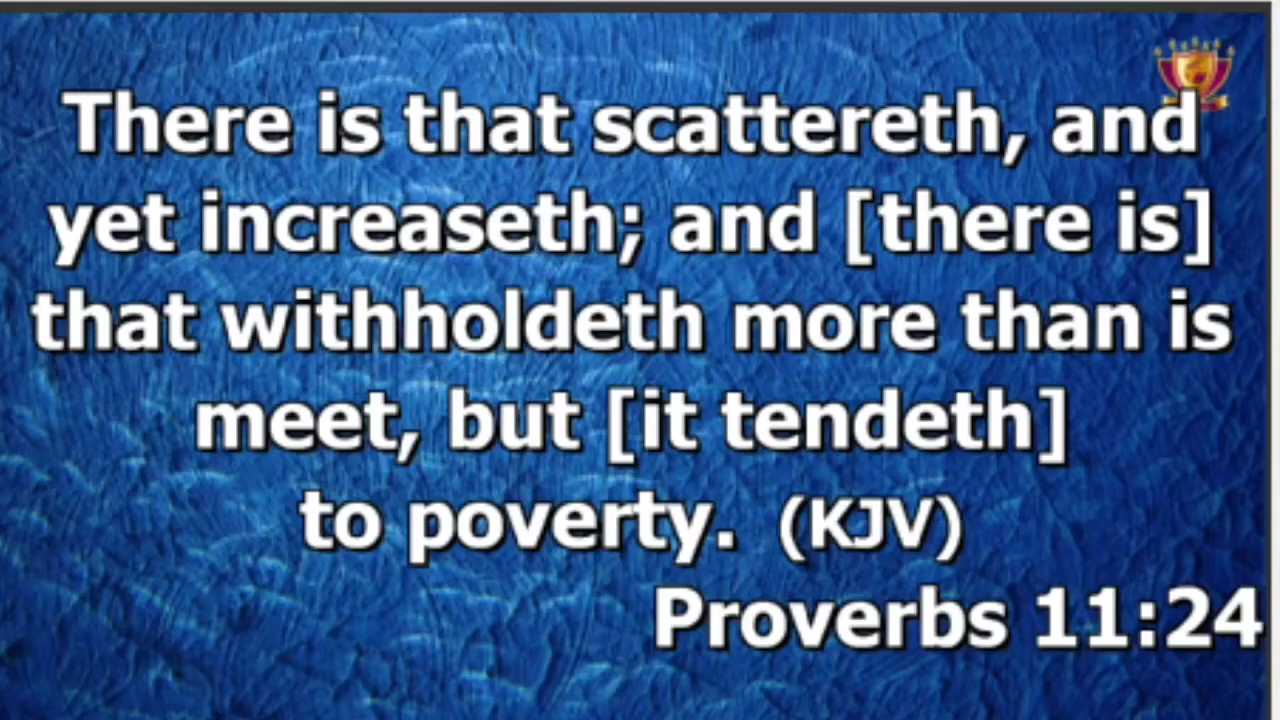 There is that scattereth, and
yet increaseth; and [there is]
that withholdeth more than is
meet, but [it tendeth]
to poverty. (KJV)
Proverbs 11:24